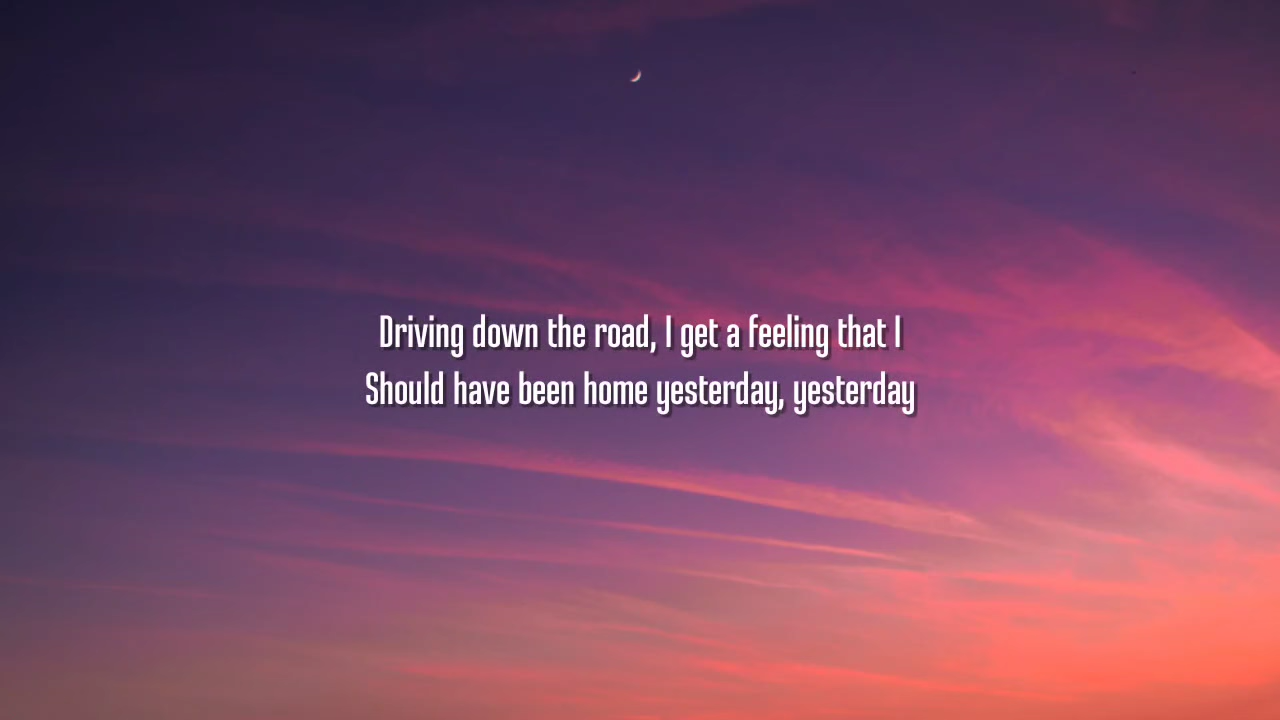 Driving down the road, I get a feeling that I
Should have been home yesterday, yesterday